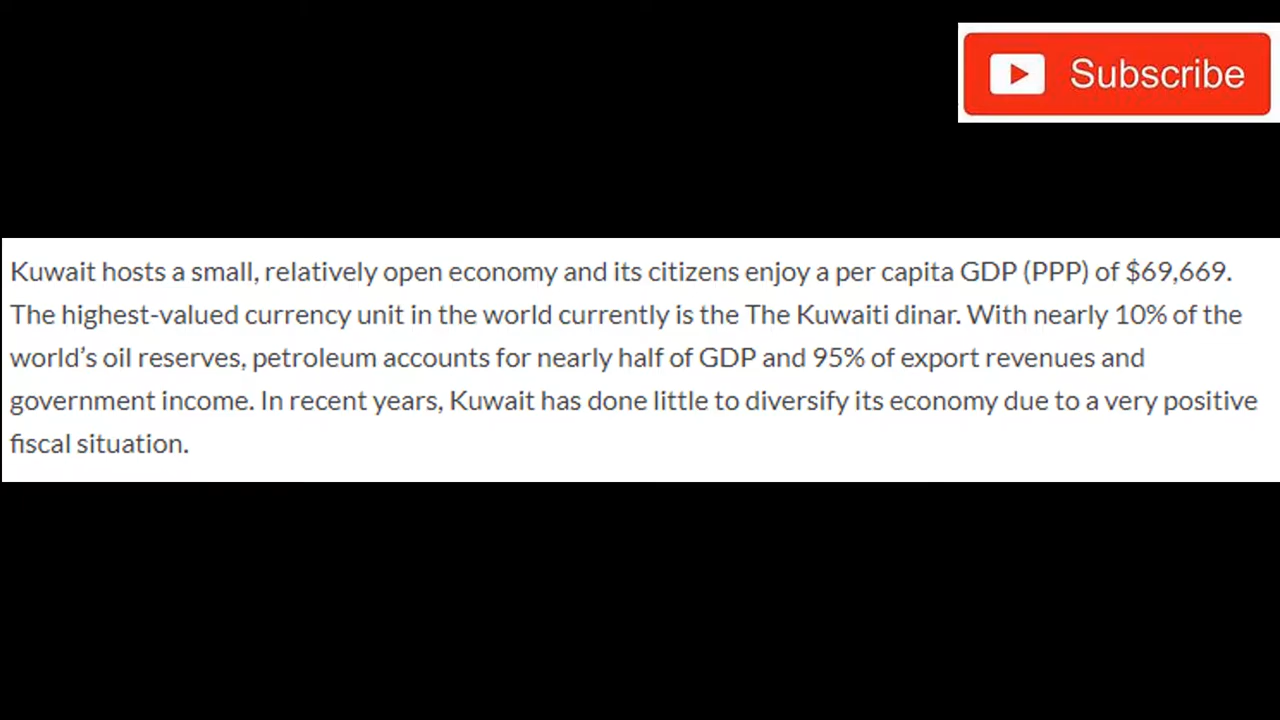 Subscribe
Kuwait hosts a small, relatively open economy and its citizens enjoy a per capita GDP (PPP) of $69,669.
The highest-valued currency unit in the world currently is the The Kuwaiti dinar. With nearly 10% of the
world’s oil reserves, petroleum accounts for nearly half of GDP and 95% of export revenues and
government income. In recent years, Kuwait has done little to diversify its economy due to a very positive
fiscal situation.